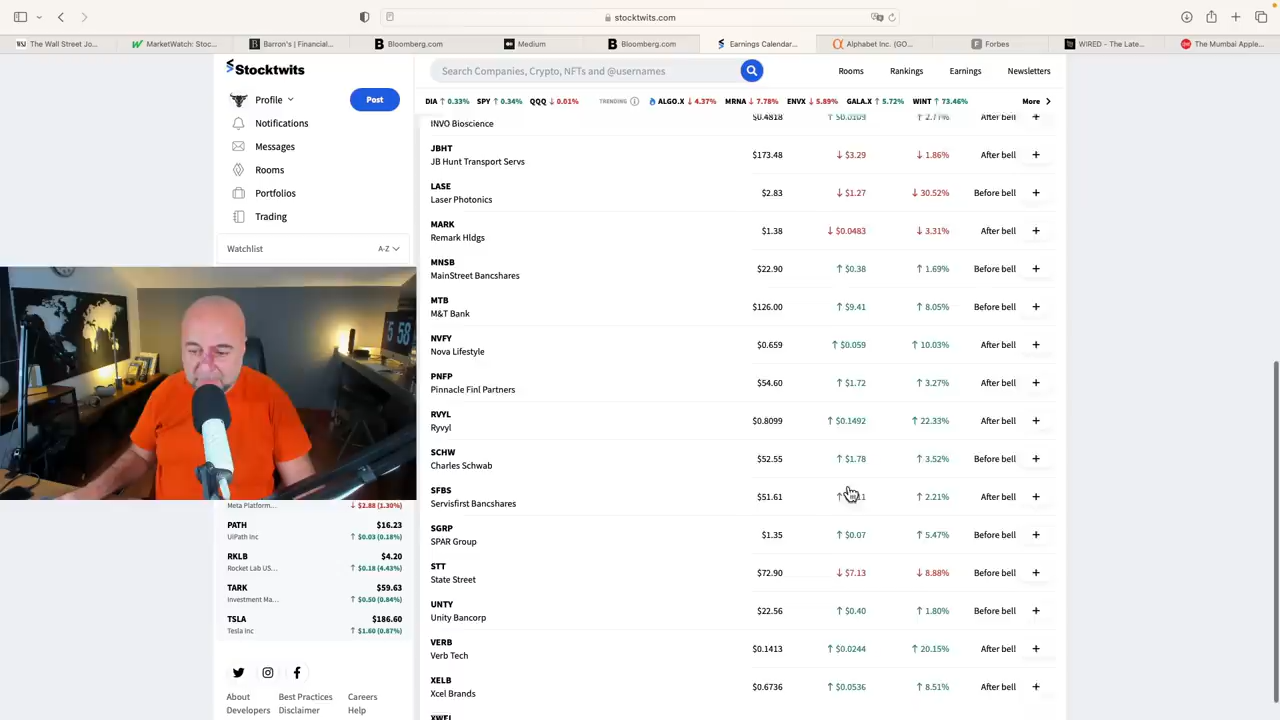 stocktwits.com
The Wall Street Jo...
MarketWatch: Stoc...
Barron's | Financial...
Bloomberg.com
Medium
Bloomberg.com
Earnings Calendar...
Alphabet Inc. (GO...
Forbes
WIRED - The Late...
The Mumbai Apple...
Stocktwits
Search Companies, Crypto, NFTs and @usernames
Rooms Rankings Earnings Newsletters
Profile
Post
DIA ↑ 0.33% SPY ↑ 0.34% QQQ ↓ 0.01% TRENDING ALGO.X ↓ 4.37% MRNA ↓ 7.78% ENVX ↓ 5.89% GALA.X ↑ 5.72% WINT ↑ 73.46% More
Notifications
Messages
Rooms
Portfolios
Trading
Watchlist A-Z
INVO Bioscience $0.4818 ↑ $0.0109 ↑ 2.71% After bell
JBHT
JB Hunt Transport Servs
$173.48 ↓ $3.29 ↓ 1.86% After bell
LASE
Laser Photonics
$2.83 ↓ $1.27 ↓ 30.52% Before bell
MARK
Remark Hldgs
$1.38 ↓ $0.0483 ↓ 3.31% After bell
MNSB
MainStreet Bancshares
$22.90 ↑ $0.38 ↑ 1.69% Before bell
MTB
M&T Bank
$126.00 ↑ $9.41 ↑ 8.05% Before bell
NVFY
Nova Lifestyle
$0.659 ↑ $0.059 ↑ 10.03% After bell
PNFP
Pinnacle Finl Partners
$54.60 ↑ $1.72 ↑ 3.27% After bell
RVYL
Ryvyl
$0.8099 ↑ $0.1492 ↑ 22.33% After bell
SCHW
Charles Schwab
$52.55 ↑ $1.78 ↑ 3.52% Before bell
SFBS
Servisfirst Bancshares
$51.61 ↑ 2.21% After bell
SGRP
SPAR Group
$1.35 ↑ $0.07 ↑ 5.47% Before bell
STT
State Street
$72.90 ↓ $7.13 ↓ 8.88% Before bell
UNTY
Unity Bancorp
$22.56 ↑ $0.40 ↑ 1.80% Before bell
VERB
Verb Tech
$0.1413 ↑ $0.0244 ↑ 20.15% After bell
XELB
Xcel Brands
$0.6736 ↑ $0.0536 ↑ 8.51% After bell
XWEL
5 58
Meta Platform... ↓ $2.88 (1.30%)
PATH $16.23
UiPath Inc ↑ $0.03 (0.18%)
RKLB $4.20
Rocket Lab US... ↑ $0.18 (4.43%)
TARK $59.63
Investment Ma... ↑ $0.50 (0.84%)
TSLA $186.60
Tesla Inc ↑ $1.60 (0.87%)
About Best Practices Careers
Developers Disclaimer Help